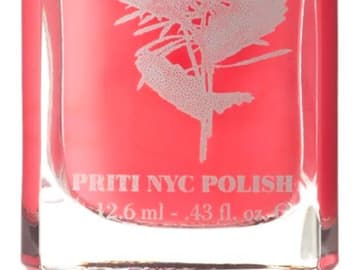 PRITI NYC POLISH
12.6 ml - .43 fl. oz.